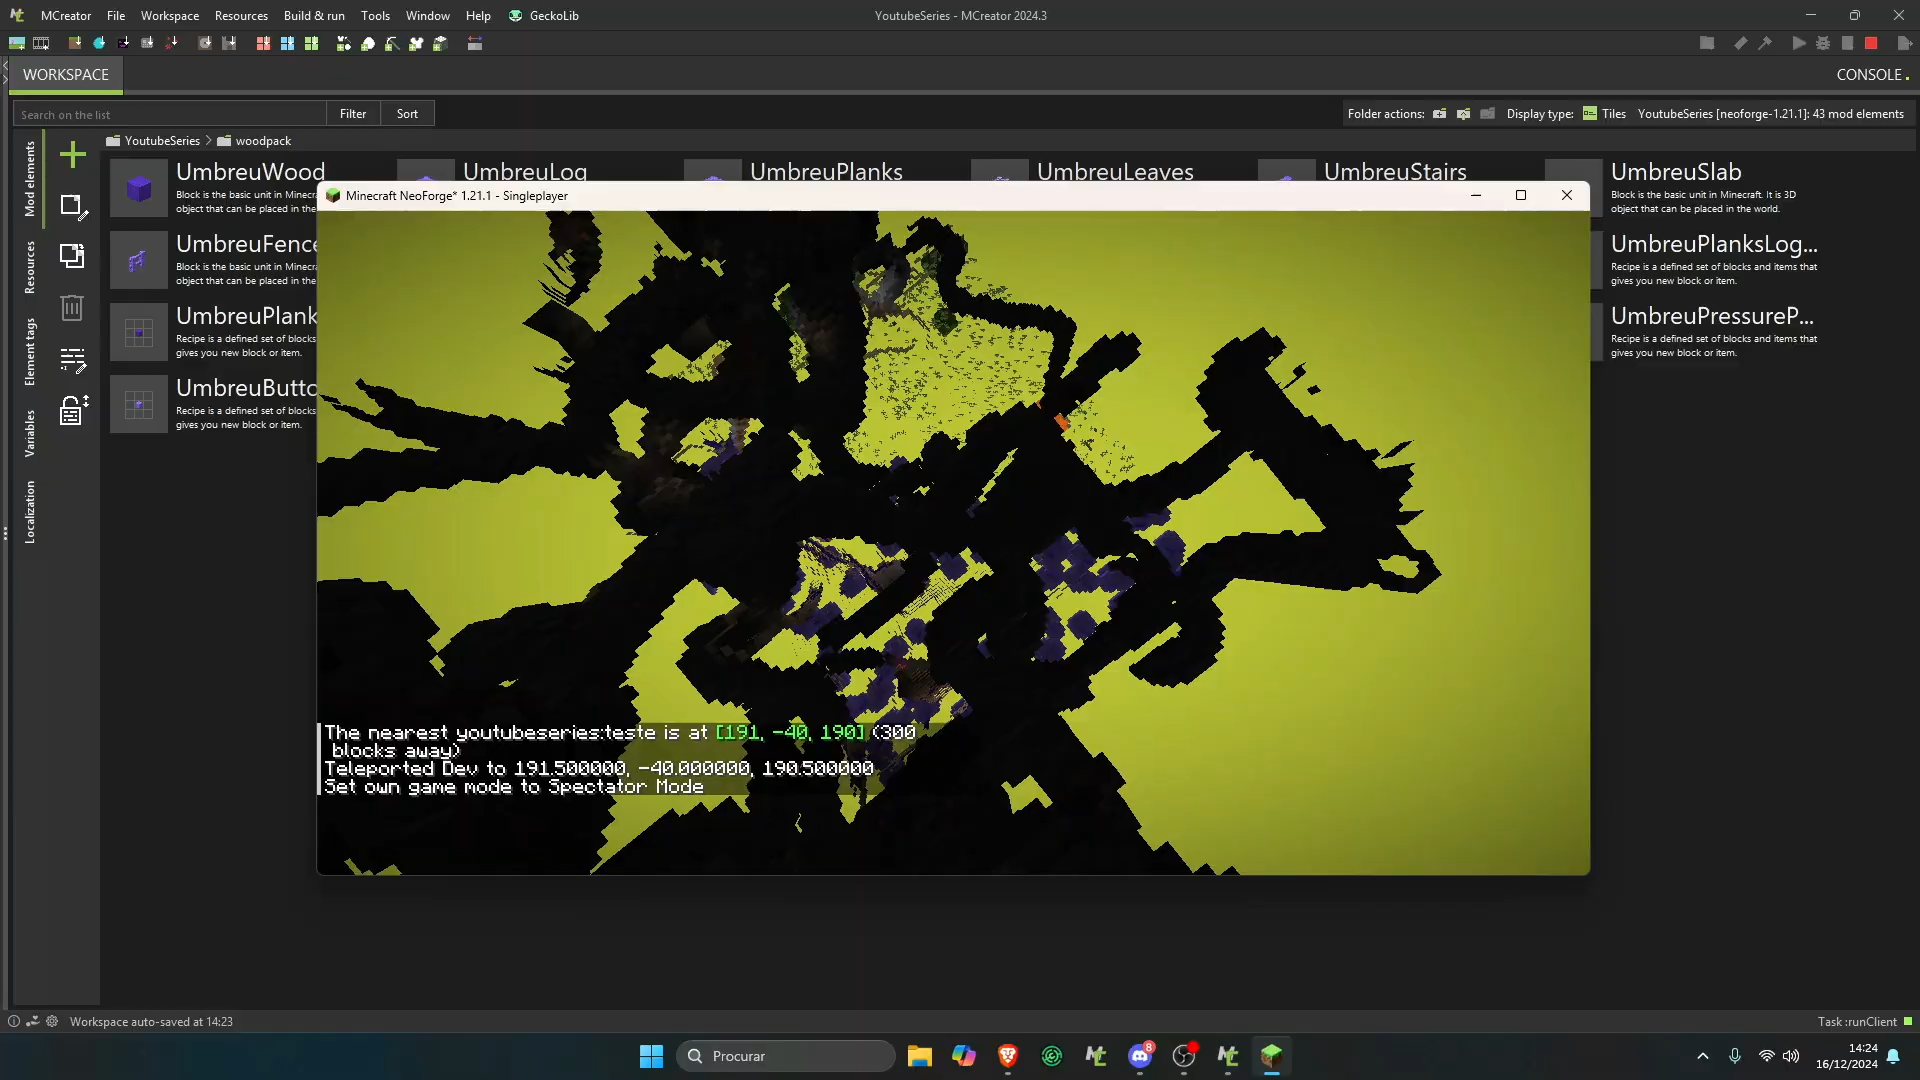 MCreator File Workspace Resources Build & run Tools Window Help GeckoLib
YoutubeSeries - MCreator 2024.3
WORKSPACE
CONSOLE
Search on the list
Filter
Sort
Folder actions:
Display type:
Tiles
YoutubeSeries [neoforge-1.21.1]: 43 mod elements
YoutubeSeries
woodpack
Mod elements
Resources
Element tags
Variables
Localization
UmbreuWood
Block is the basic unit in Minecr
object that can be placed in the
UmbreuLog
UmbreuPlanks
UmbreuLeaves
UmbreuStairs
UmbreuSlab
Block is the basic unit in Minecraft. It is 3D
object that can be placed in the world.
UmbreuFence
Block is the basic unit in Minecr
object that can be placed in the
UmbreuPlanksLog...
Recipe is a defined set of blocks and items that
gives you new block or item.
UmbreuPlank
Recipe is a defined set of blocks
gives you new block or item.
UmbreuPressureP...
Recipe is a defined set of blocks and items that
gives you new block or item.
UmbreuButto
Recipe is a defined set of blocks
gives you new block or item.
Minecraft NeoForge* 1.21.1 - Singleplayer
The nearest youtubeseries:teste is at [191, -40, 190] (300
blocks away)
Teleported Dev to 191.500000, -40.000000, 190.500000
Set own game mode to Spectator Mode
Workspace auto-saved at 14:23
Task :runClient
Procurar
8
14:24
16/12/2024